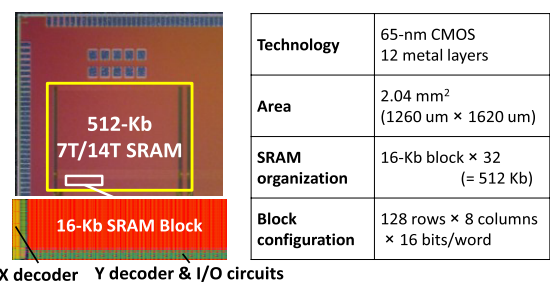 512-Kb
7T/14T SRAM
16-Kb SRAM Block
X decoder Y decoder & I/O circuits
Technology
65-nm CMOS
12 metal layers
Area
2.04 mm²
(1260 um × 1620 um)
SRAM
organization
16-Kb block × 32
(= 512 Kb)
Block
configuration
128 rows × 8 columns
× 16 bits/word